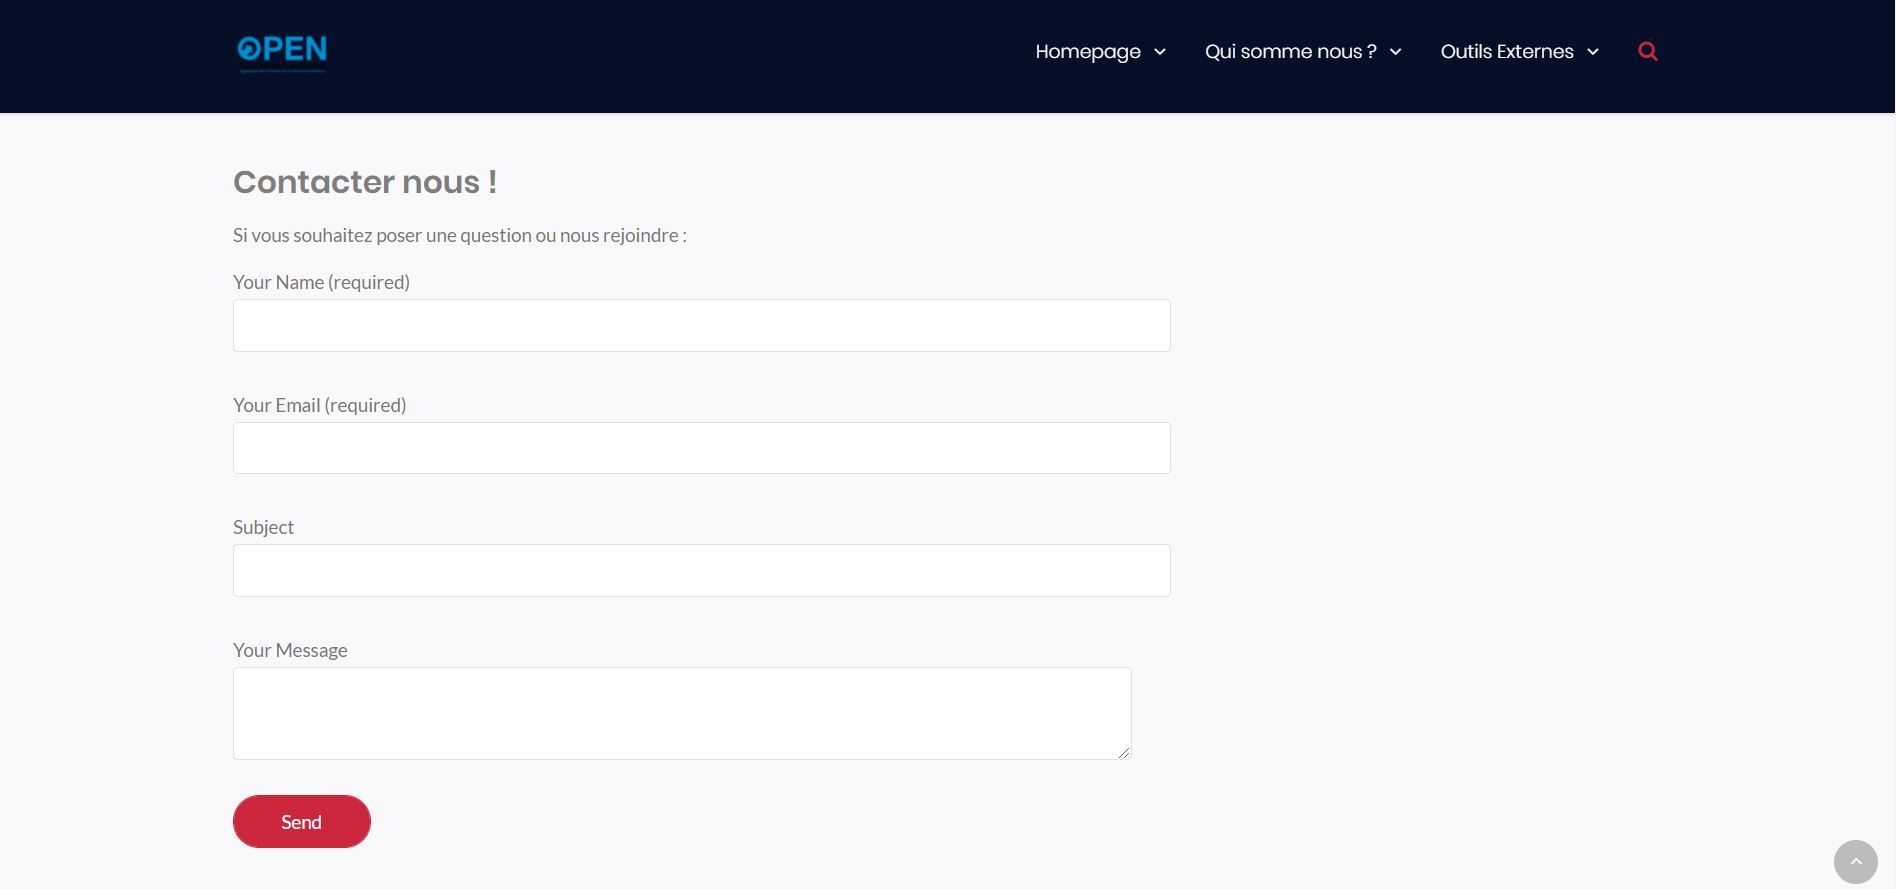 OPEN
Homepage
Qui somme nous ?
Outils Externes
Contacter nous !
Si vous souhaitez poser une question ou nous rejoindre :
Your Name (required)
Your Email (required)
Subject
Your Message
Send